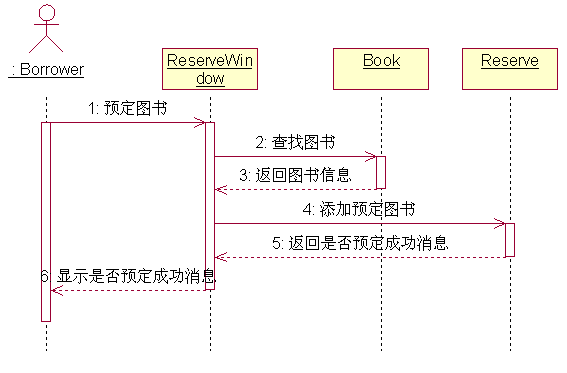 : Borrower
ReserveWin
dow
Book
Reserve
1: 预定图书
2: 查找图书
3: 返回图书信息
4: 添加预定图书
5: 返回是否预定成功消息
6: 显示是否预定成功消息